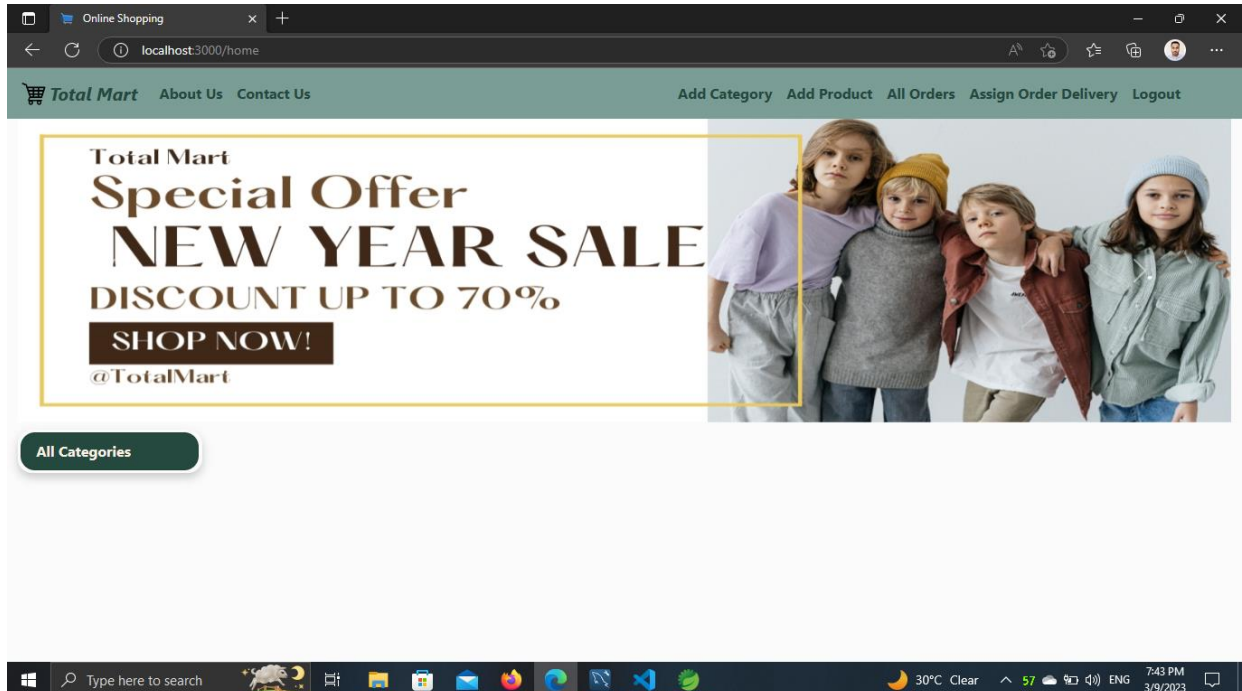 Online Shopping
localhost:3000/home
Total Mart About Us Contact Us Add Category Add Product All Orders Assign Order Delivery Logout
Total Mart
Special Offer
NEW YEAR SALE
DISCOUNT UP TO 70%
SHOP NOW!
@TotalMart
All Categories
Type here to search
30°C Clear
57
ENG
7:43 PM
3/9/2023